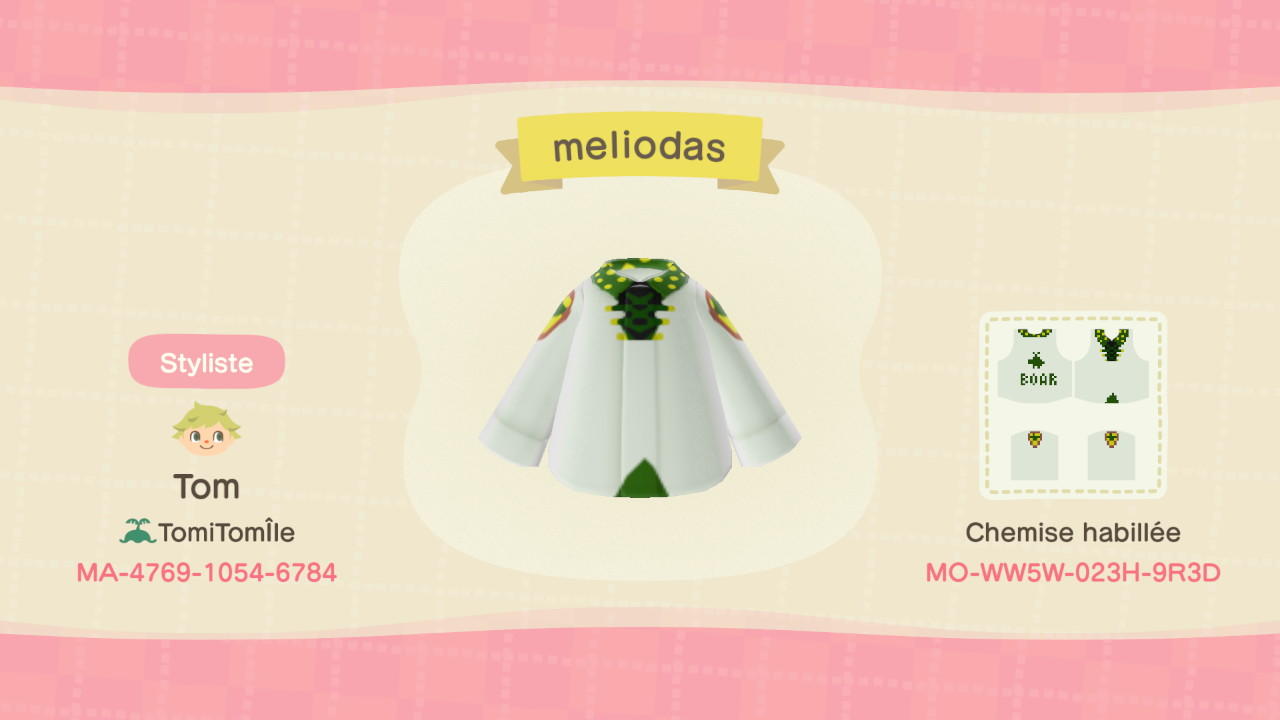 meliodas
Styliste
Tom
TomiTomÎle
MA-4769-1054-6784
BOAR
Chemise habillée
MO-WW5W-023H-9R3D